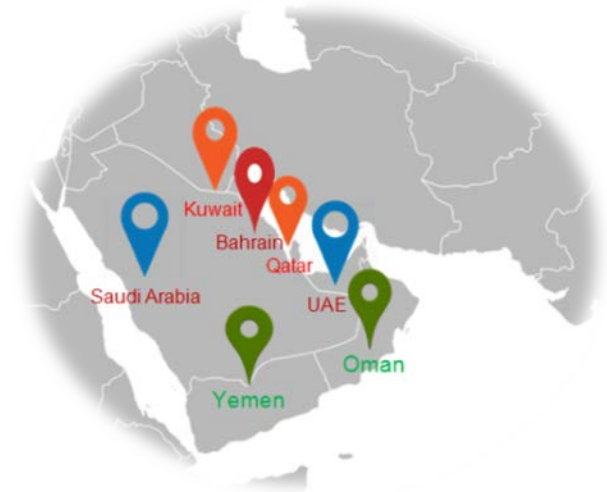 Kuwait
Bahrain
Qatar
Saudi Arabia
UAE
Oman
Yemen